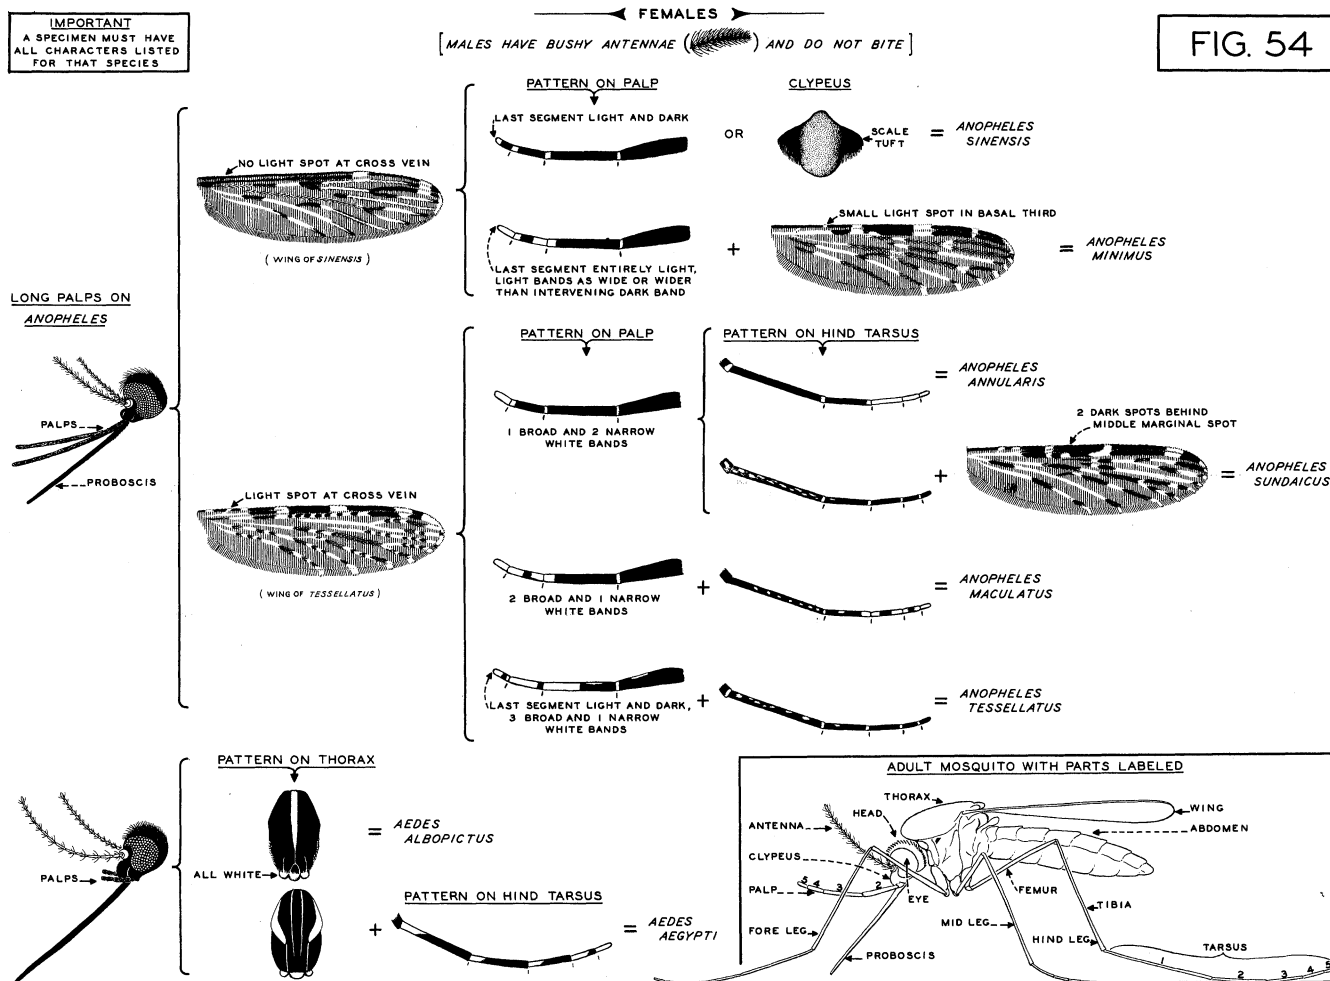 IMPORTANT
A SPECIMEN MUST HAVE
ALL CHARACTERS LISTED
FOR THAT SPECIES
FEMALES
[MALES HAVE BUSHY ANTENNAE ( ) AND DO NOT BITE]
FIG. 54
PATTERN ON PALP
CLYPEUS
LAST SEGMENT LIGHT AND DARK
OR
SCALE
TUFT
= ANOPHELES
SINENSIS
NO LIGHT SPOT AT CROSS VEIN
(WING OF SINENSIS)
LAST SEGMENT ENTIRELY LIGHT,
LIGHT BANDS AS WIDE OR WIDER
THAN INTERVENING DARK BAND
+
SMALL LIGHT SPOT IN BASAL THIRD
= ANOPHELES
MINIMUS
LONG PALPS ON
ANOPHELES
PALPS
PROBOSCIS
PATTERN ON PALP
PATTERN ON HIND TARSUS
1 BROAD AND 2 NARROW
WHITE BANDS
= ANOPHELES
ANNULARIS
+
2 DARK SPOTS BEHIND
MIDDLE MARGINAL SPOT
= ANOPHELES
SUNDAICUS
LIGHT SPOT AT CROSS VEIN
(WING OF TESSELLATUS)
2 BROAD AND 1 NARROW
WHITE BANDS
+
= ANOPHELES
MACULATUS
LAST SEGMENT LIGHT AND DARK,
3 BROAD AND 1 NARROW
WHITE BANDS
+
= ANOPHELES
TESSELLATUS
PALPS
PATTERN ON THORAX
= AEDES
ALBOPICTUS
ALL WHITE
+
PATTERN ON HIND TARSUS
= AEDES
AEGYPTI
ADULT MOSQUITO WITH PARTS LABELED
THORAX
WING
HEAD
ANTENNA
ABDOMEN
CLYPEUS
5 4 3 2
PALP
EYE
FEMUR
TIBIA
FORE LEG
MID LEG
HIND LEG
TARSUS
PROBOSCIS
1 2 3 4 5